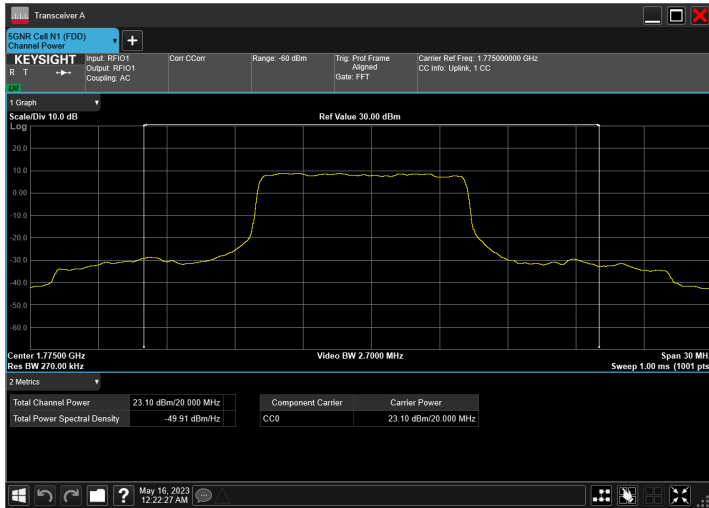 Transceiver A
5GNR Cell N1 (FDD)
Channel Power
KEYSIGHT
R T
LXI
Input: RFIO1
Output: RFIO1
Coupling: AC
Corr CCorr
Range: -60 dBm
Trig: Prot Frame
Aligned
Gate: FFT
Carrier Ref Freq: 1.775000000 GHz
CC Info: Uplink, 1 CC
1 Graph
Scale/Div 10.0 dB
Ref Value 30.00 dBm
Log
20.0
10.0
0.00
-10.0
-20.0
-30.0
-40.0
-50.0
-60.0
Center 1.77500 GHz
Video BW 2.7000 MHz
Span 30 MH
Res BW 270.00 kHz
Sweep 1.00 ms (1001 pts
2 Metrics
Total Channel Power 23.10 dBm/20.000 MHz
Total Power Spectral Density -49.91 dBm/Hz
Component Carrier Carrier Power
CC0 23.10 dBm/20.000 MHz
?
May 16, 2023
12:22:27 AM